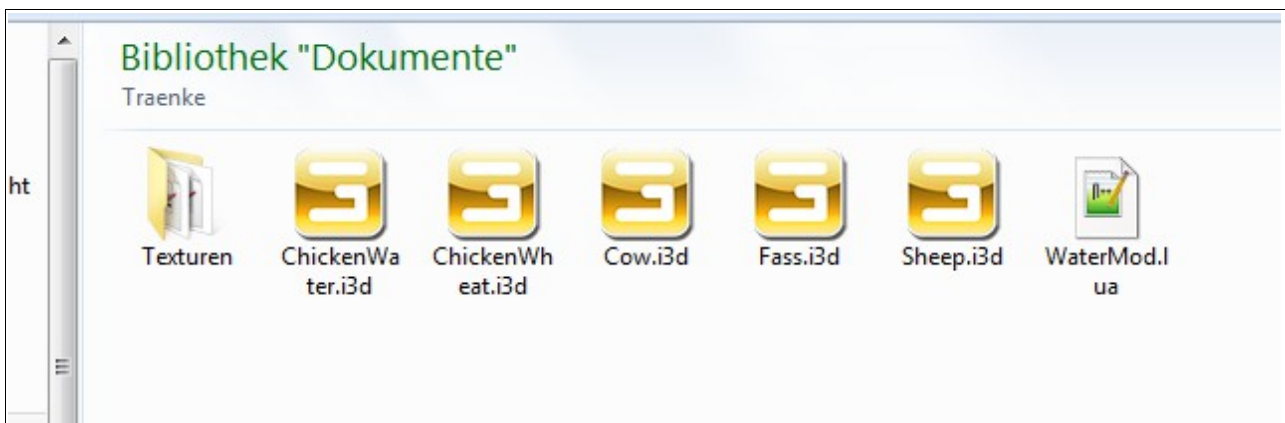 Bibliothek "Dokumente"
Traenke
ht
Texturen
ChickenWa
ter.i3d
ChickenWh
eat.i3d
Cow.i3d
Fass.i3d
Sheep.i3d
WaterMod.l
ua